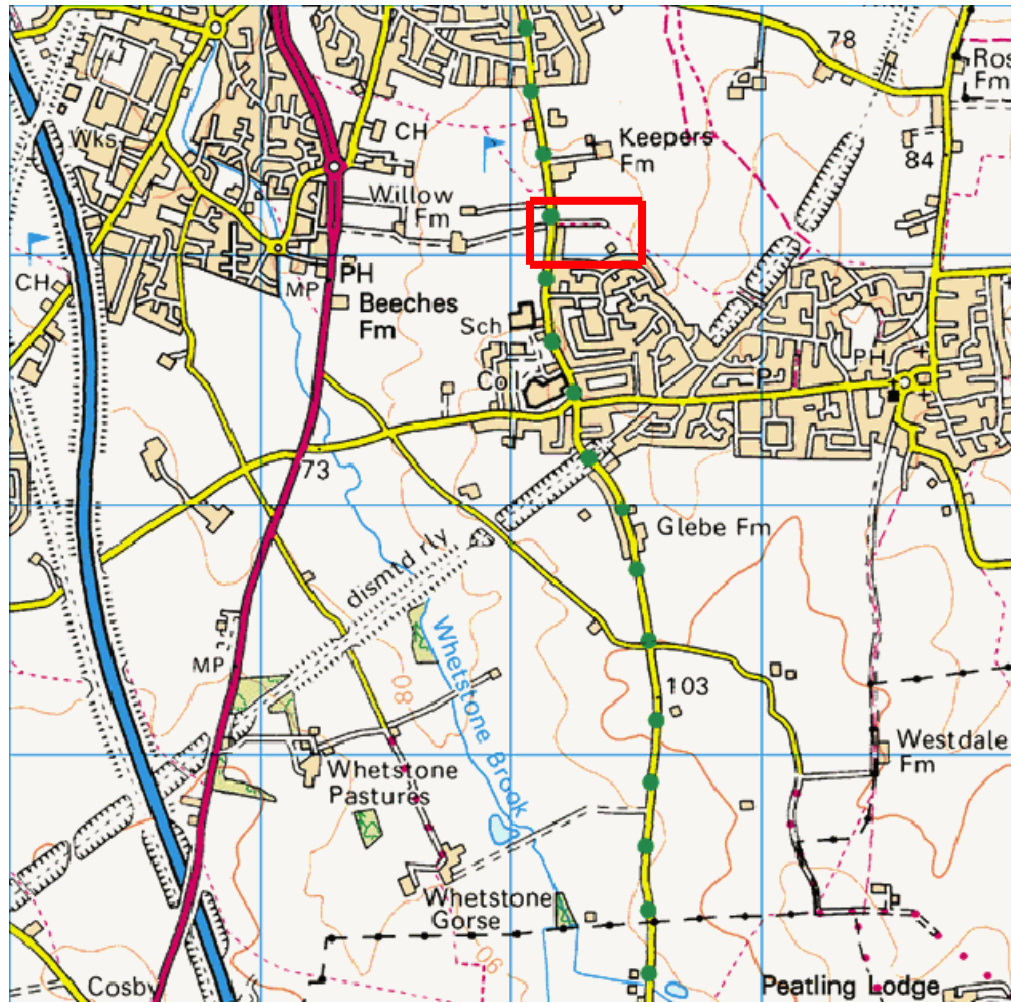 78
Ros
Fm
CH
Keepers
Fm
Wks
84
Willow
Fm
CH
PH
MP
Beeches
Fm
Sch
PH
Coll
P
73
Glebe Fm
dismtd rly
Whetstone Brook
MP
80
103
Westdale
Fm
Whetstone
Pastures
Whetstone
Gorse
90
Cosby
Peatling Lodge